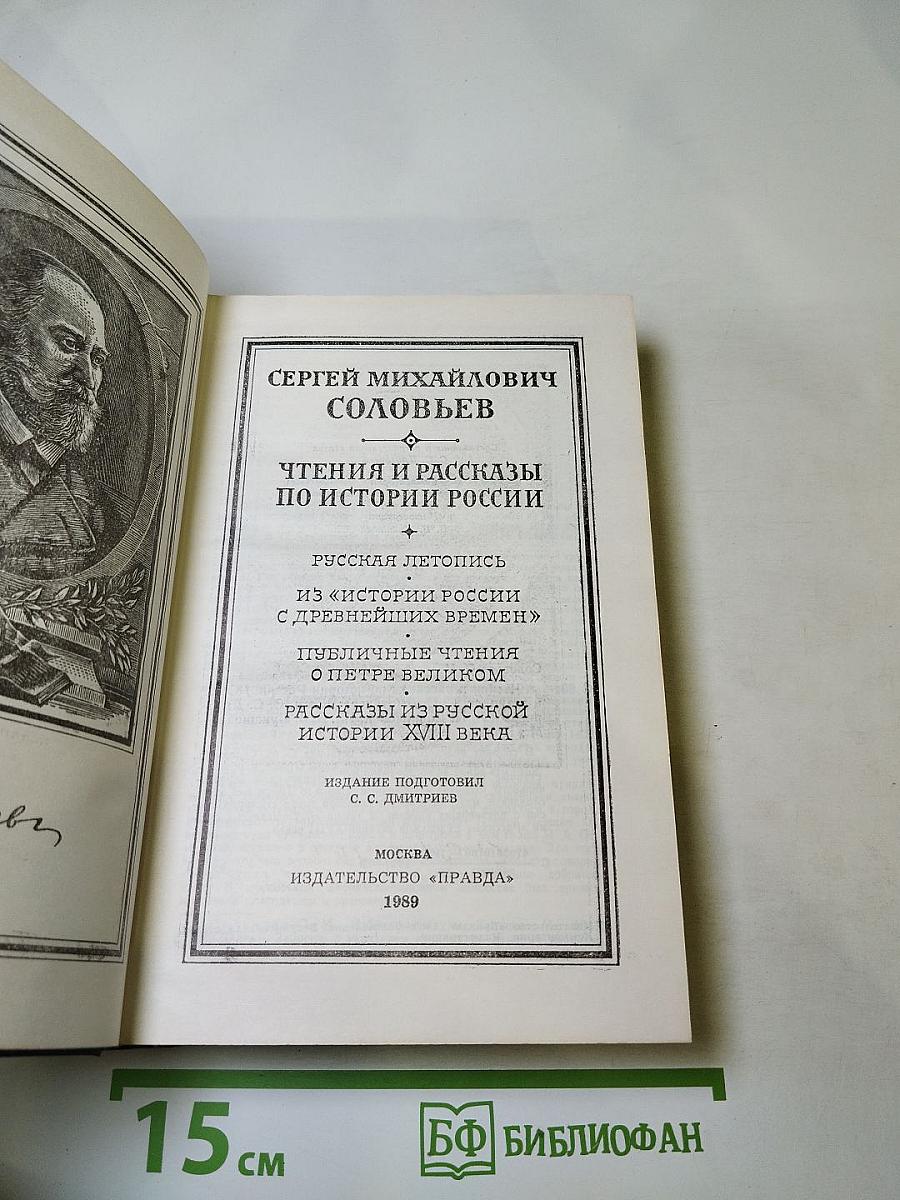 СЕРГЕЙ МИХАЙЛОВИЧ
СОЛОВЬЕВ
ЧТЕНИЯ И РАССКАЗЫ
ПО ИСТОРИИ РОССИИ
РУССКАЯ ЛЕТОПИСЬ
ИЗ «ИСТОРИИ РОССИИ
С ДРЕВНЕЙШИХ ВРЕМЕН»
ПУБЛИЧНЫЕ ЧТЕНИЯ
О ПЕТРЕ ВЕЛИКОМ
РАССКАЗЫ ИЗ РУССКОЙ
ИСТОРИИ XVIII ВЕКА
ИЗДАНИЕ ПОДГОТОВИЛ
С. С. ДМИТРИЕВ
МОСКВА
ИЗДАТЕЛЬСТВО «ПРАВДА»
1989
15 см
БФ БИБЛИОФАН